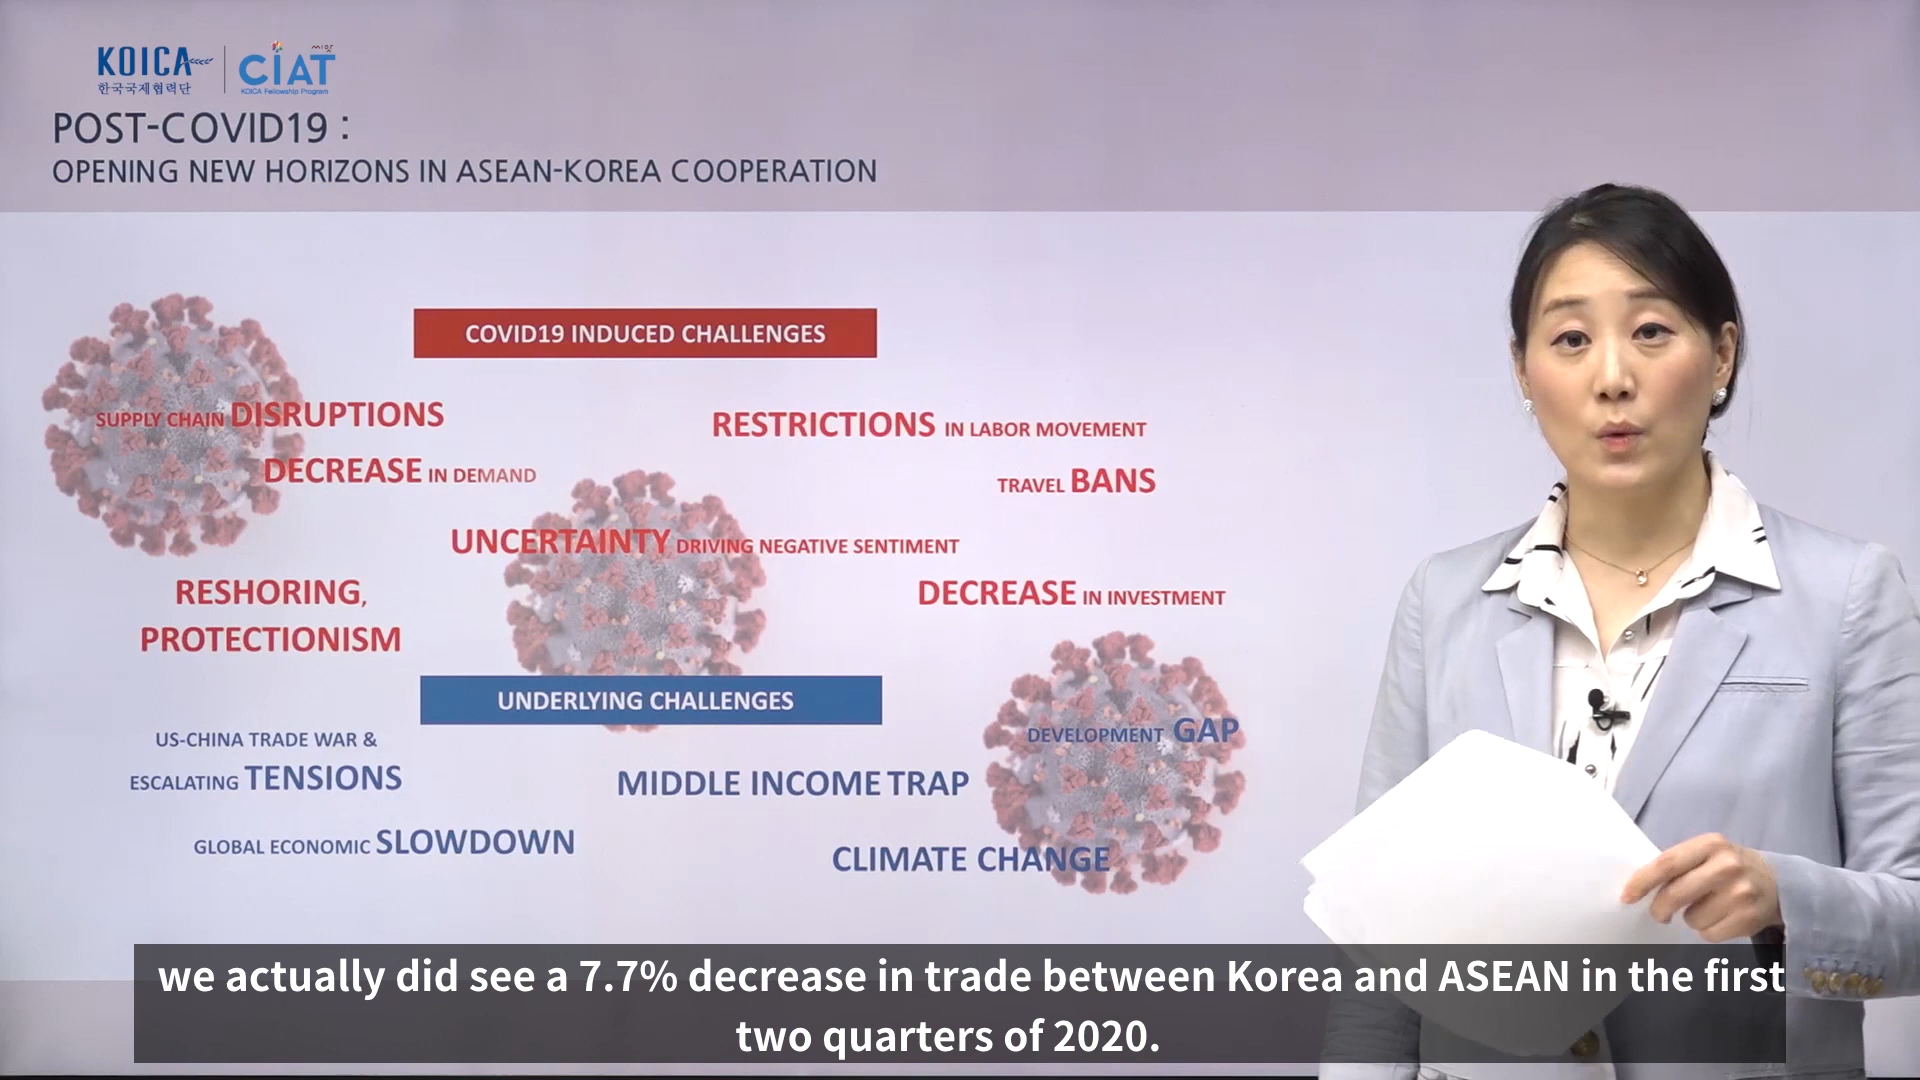 KOICA
한국국제협력단
CIAT
KOICA Fellowship Program
POST-COVID19 :
OPENING NEW HORIZONS IN ASEAN-KOREA COOPERATION
COVID19 INDUCED CHALLENGES
SUPPLY CHAIN DISRUPTIONS
RESTRICTIONS IN LABOR MOVEMENT
DECREASE IN DEMAND
TRAVEL BANS
UNCERTAINTY DRIVING NEGATIVE SENTIMENT
RESHORING,
PROTECTIONISM
DECREASE IN INVESTMENT
UNDERLYING CHALLENGES
US-CHINA TRADE WAR &
ESCALATING TENSIONS
DEVELOPMENT GAP
MIDDLE INCOME TRAP
GLOBAL ECONOMIC SLOWDOWN
CLIMATE CHANGE
we actually did see a 7.7% decrease in trade between Korea and ASEAN in the first
two quarters of 2020.